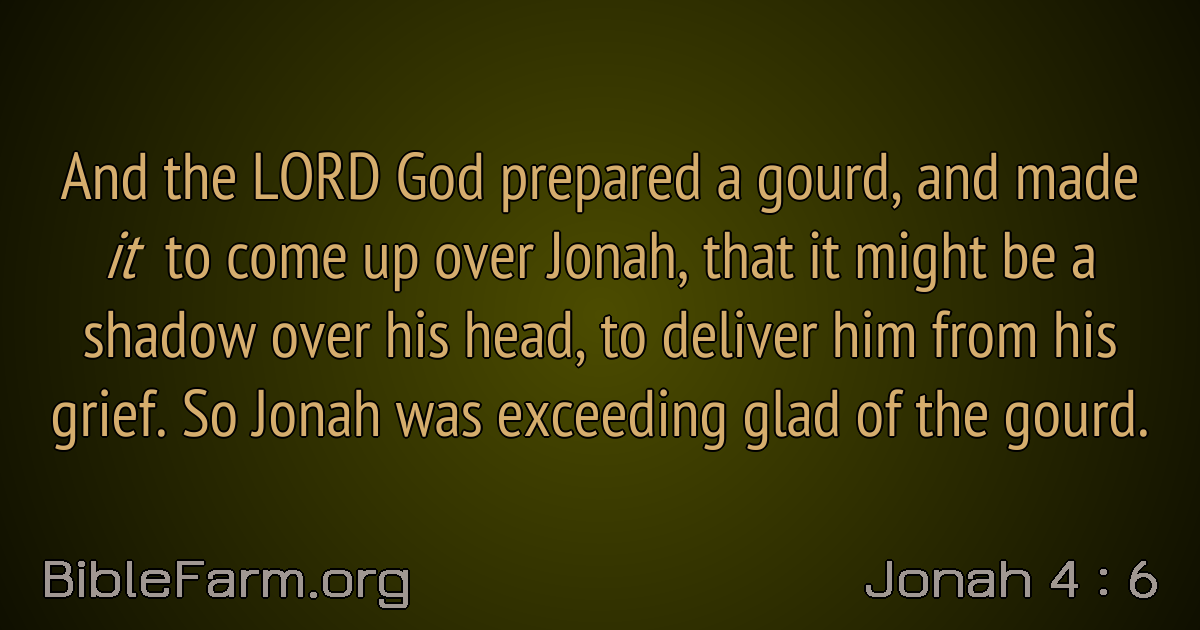 And the LORD God prepared a gourd, and made
it to come up over Jonah, that it might be a
shadow over his head, to deliver him from his
grief. So Jonah was exceeding glad of the gourd.
BibleFarm.org
Jonah 4 : 6